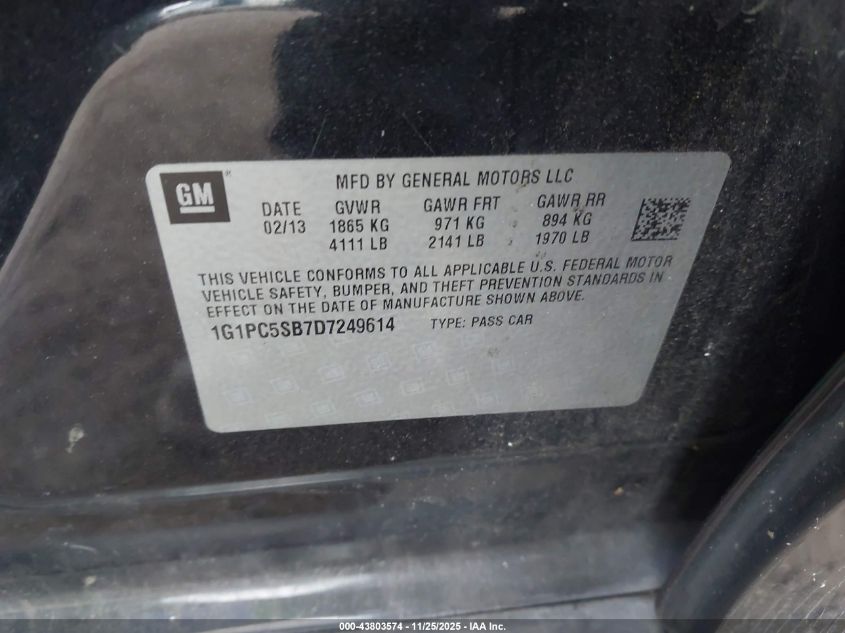 GM®
MFD BY GENERAL MOTORS LLC
DATE GVWR GAWR FRT GAWR RR
02/13 1865 KG 971 KG 894 KG
4111 LB 2141 LB 1970 LB
THIS VEHICLE CONFORMS TO ALL APPLICABLE U.S. FEDERAL MOTOR
VEHICLE SAFETY, BUMPER, AND THEFT PREVENTION STANDARDS IN
EFFECT ON THE DATE OF MANUFACTURE SHOWN ABOVE.
1G1PC5SB7D7249614 TYPE: PASS CAR
000-43803574 - 11/25/2025 - IAA, Inc.